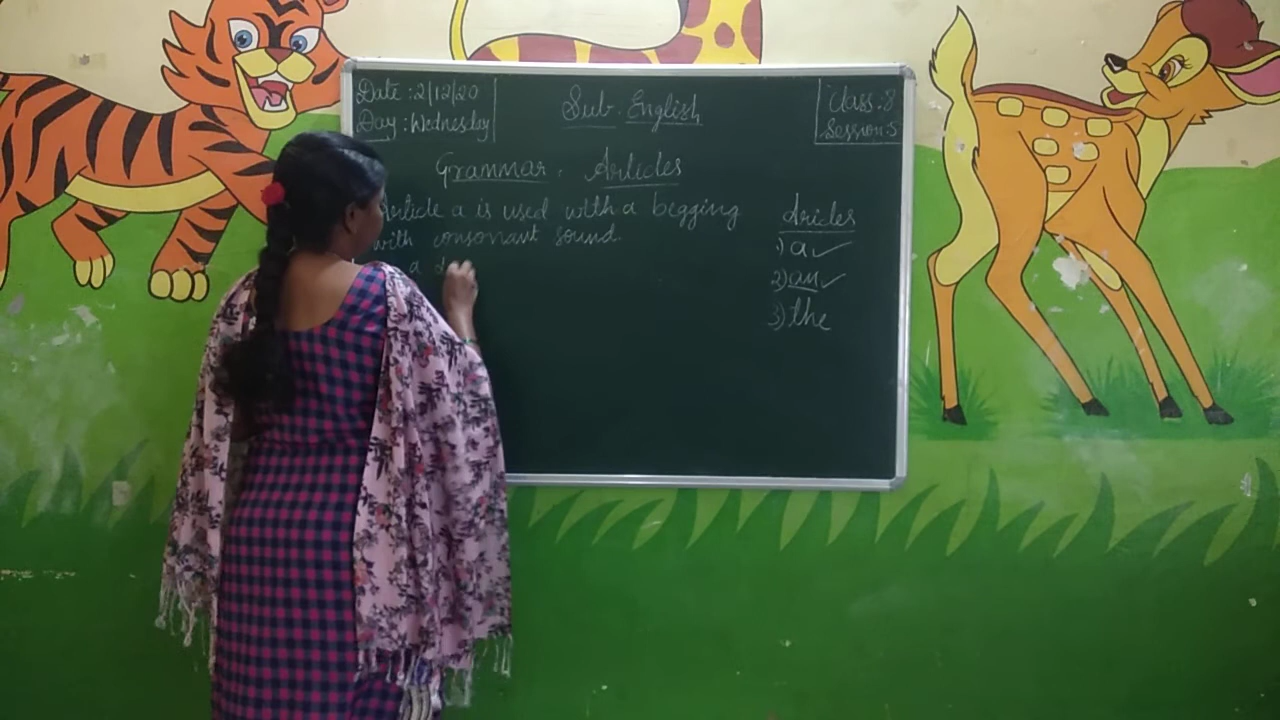 Date : 2/12/20
Day : Wednesday
Sub. English
Class : 8
Session: 5
Grammar. Articles
Article a is used with a begging
with consonant sound.
a
Aricles
1) a ✓
2) an ✓
3) the